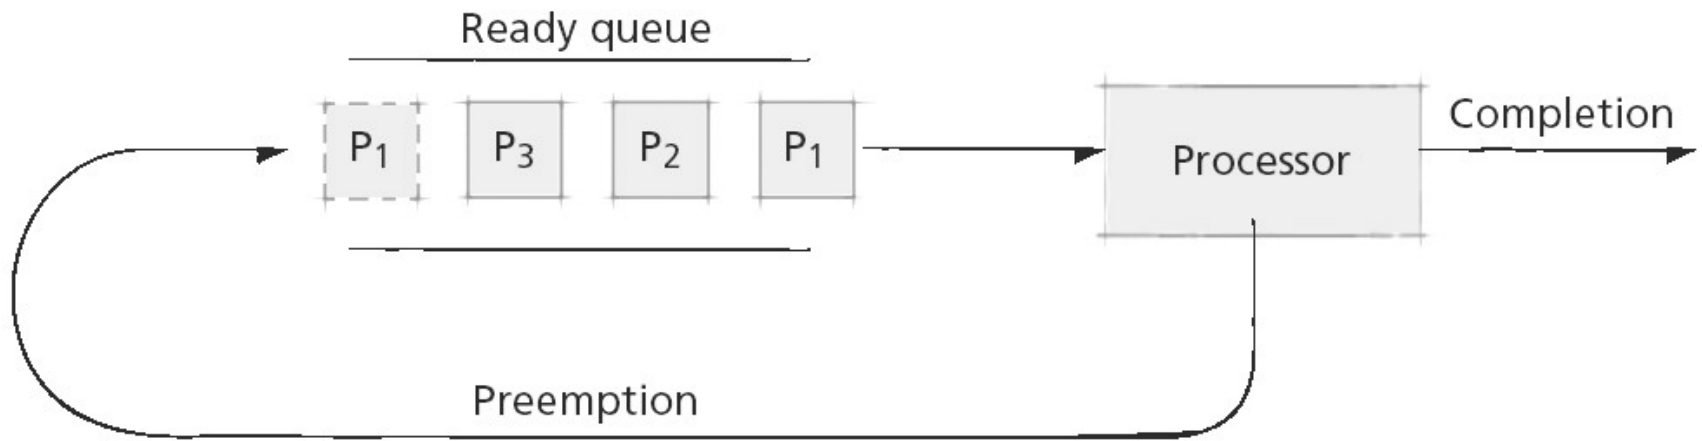 Ready queue
P₁ P₃ P₂ P₁
Processor
Completion
Preemption